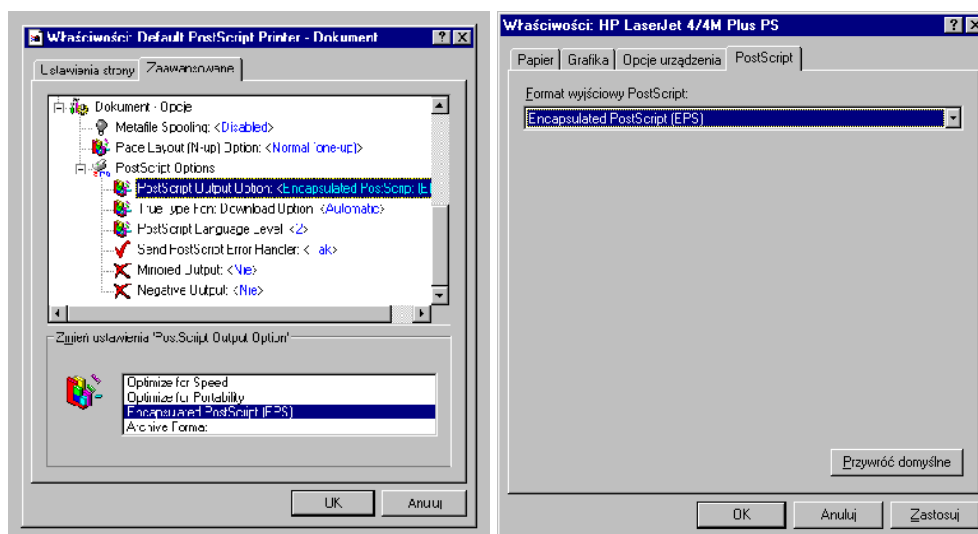 Właściwości: Default PostScript Printer - Dokument
Ustawienia strony
Zaawansowane
Dokument - Opcje
Metafile Spooling: <Disabled>
Page Layout (N-up) Option: <Normal (one-up)>
PostScript Options
PostScript Output Option: <Encapsulated PostScript (E
TrueType Font Download Option <Automatic>
PostScript Language Level <2>
Send PostScript Error Handler: <Tak>
Mirrored Output: <Nie>
Negative Output: <Nie>
Zmień ustawienia 'PostScript Output Option'
Optimize for Speed
Optimize for Portability
Encapsulated PostScript (EPS)
Archive Format
OK
Anuluj
Właściwości: HP LaserJet 4/4M Plus PS
Papier
Grafika
Opcje urządzenia
PostScript
Format wyjściowy PostScript:
Encapsulated PostScript (EPS)
Przywróć domyślne
OK
Anuluj
Zastosuj